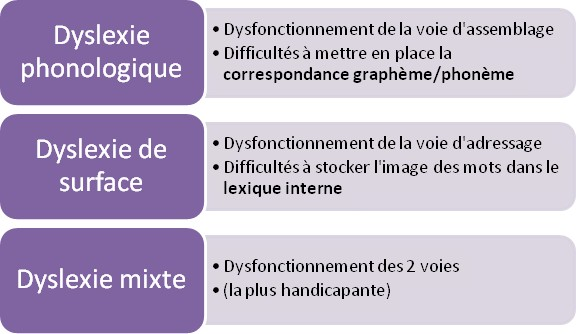 Dyslexie
phonologique
• Dysfonctionnement de la voie d'assemblage
• Difficultés à mettre en place la
correspondance graphème/phonème
Dyslexie de
surface
• Dysfonctionnement de la voie d'adressage
• Difficultés à stocker l'image des mots dans le
lexique interne
Dyslexie mixte
• Dysfonctionnement des 2 voies
• (la plus handicapante)